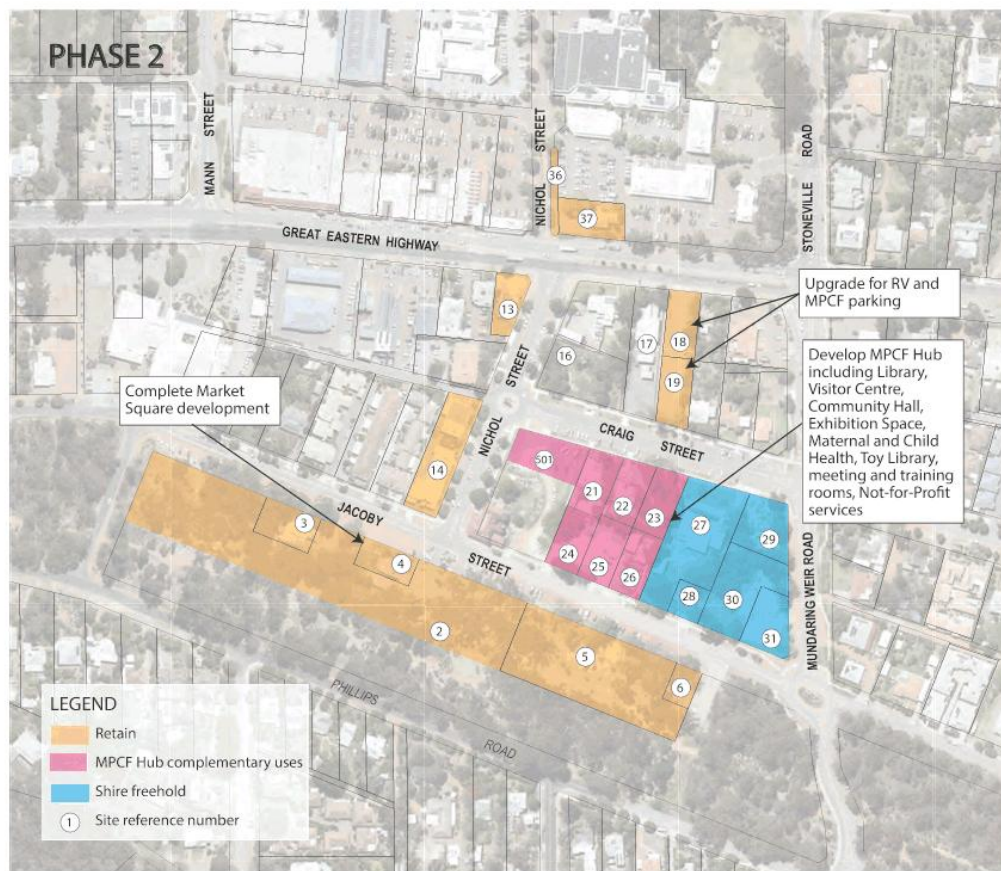 PHASE 2
MANN STREET
NICHOL STREET
STONEVILLE ROAD
36
37
GREAT EASTERN HIGHWAY
Upgrade for RV and
MPCF parking
13
NICHOL STREET
16
17
18
19
Develop MPCF Hub
including Library,
Visitor Centre,
Community Hall,
Exhibition Space,
Maternal and Child
Health, Toy Library,
meeting and training
rooms, Not-for-Profit
services
Complete Market
Square development
CRAIG STREET
14
501
21
22
23
27
29
JACOBY STREET
3
4
24
25
26
28
30
31
MUNDARING WEIR ROAD
2
5
6
PHILLIPS ROAD
LEGEND
Retain
MPCF Hub complementary uses
Shire freehold
1 Site reference number